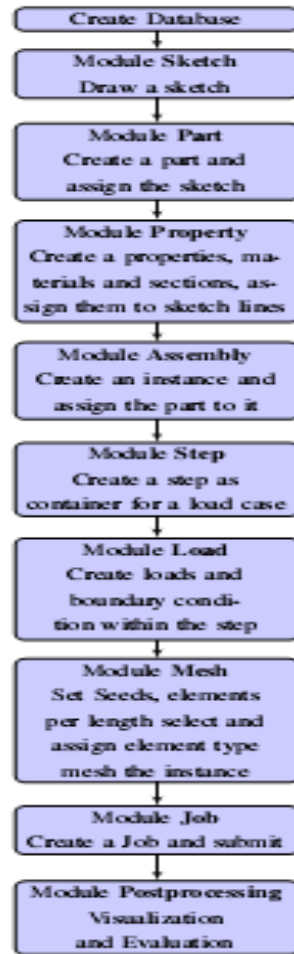 Create Database
Module Sketch
Draw a sketch
Module Part
Create a part and
assign the sketch
Module Property
Create a properties, ma-
terials and sections, as-
sign them to sketch lines
Module Assembly
Create an instance and
assign the part to it
Module Step
Create a step as
container for a load case
Module Load
Create loads and
boundary condi-
tion within the step
Module Mesh
Set Seeds, elements
per length select and
assign element type
mesh the instance
Module Job
Create a Job and submit
Module Postprocessing
Visualization
and Evaluation